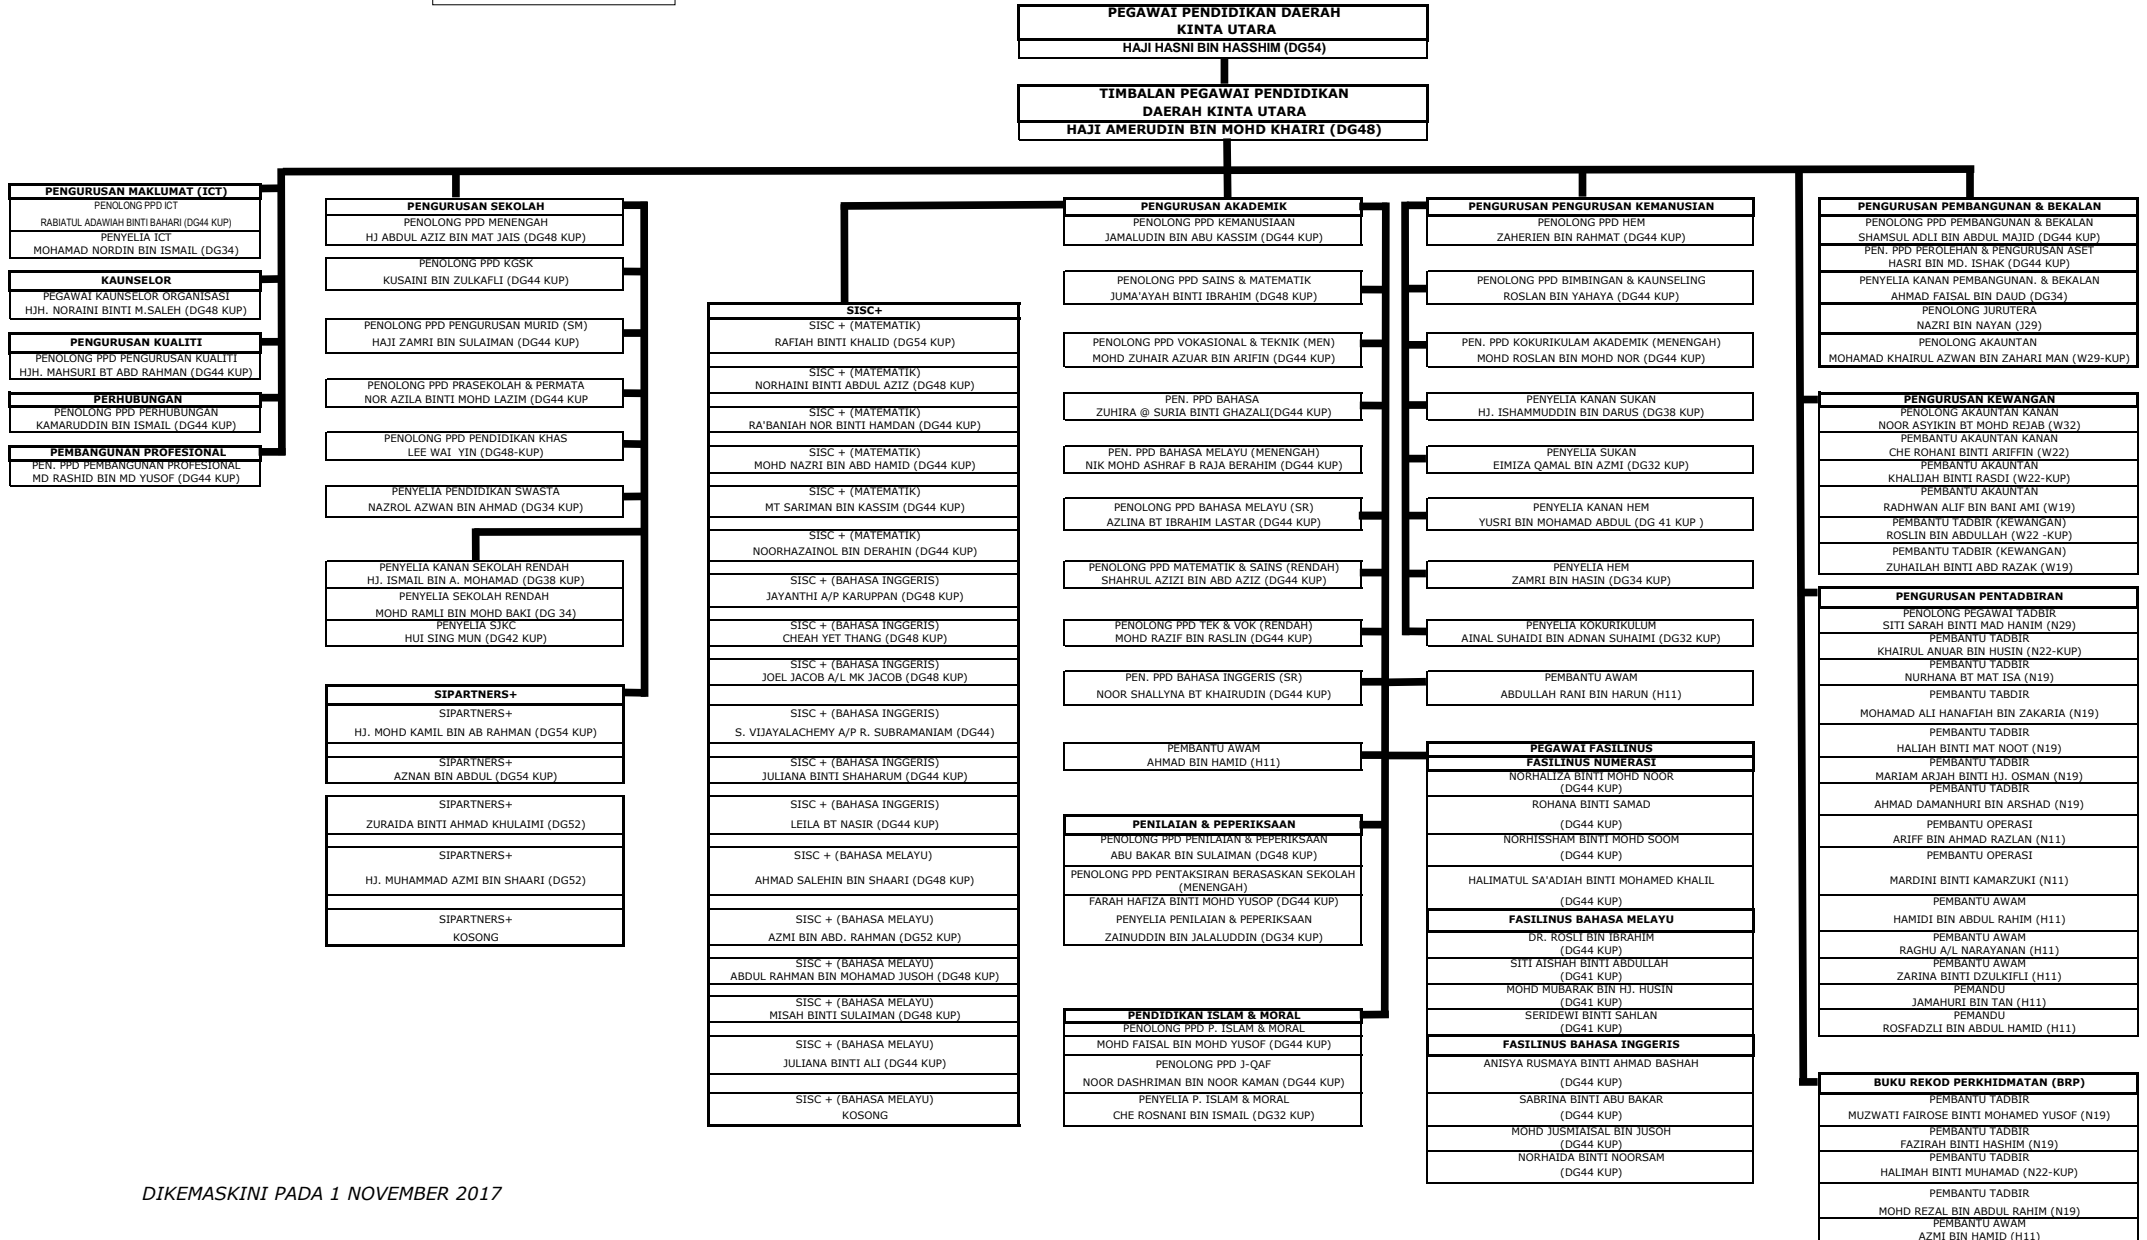 PEGAWAI PENDIDIKAN DAERAH
KINTA UTARA
HAJI HASNI BIN HASSHIM (DG54)
TIMBALAN PEGAWAI PENDIDIKAN
DAERAH KINTA UTARA
HAJI AMERUDIN BIN MOHD KHAIRI (DG48)
PENGURUSAN MAKLUMAT (ICT)
PENOLONG PPD ICT
RABIATUL ADAWIAH BINTI BAHARI (DG44 KUP)
PENYELIA ICT
MOHAMAD NORDIN BIN ISMAIL (DG34)
KAUNSELOR
PEGAWAI KAUNSELOR ORGANISASI
HJH. NORAINI BINTI M.SALEH (DG48 KUP)
PENGURUSAN KUALITI
PENOLONG PPD PENGURUSAN KUALITI
HJH. MAHSURI BT ABD RAHMAN (DG44 KUP)
PERHUBUNGAN
PENOLONG PPD PERHUBUNGAN
KAMARUDDIN BIN ISMAIL (DG44 KUP)
PEMBANGUNAN PROFESIONAL
PEN. PPD PEMBANGUNAN PROFESIONAL
MD RASHID BIN MD YUSOF (DG44 KUP)
PENGURUSAN SEKOLAH
PENOLONG PPD MENENGAH
HJ ABDUL AZIZ BIN MAT JAIS (DG48 KUP)
PENOLONG PPD KGSK
KUSAINI BIN ZULKAFLI (DG44 KUP)
PENOLONG PPD PENGURUSAN MURID (SM)
HAJI ZAMRI BIN SULAIMAN (DG44 KUP)
PENOLONG PPD PRASEKOLAH & PERMATA
NOR AZILA BINTI MOHD LAZIM (DG44 KUP
PENOLONG PPD PENDIDIKAN KHAS
LEE WAI  YIN (DG48-KUP)
PENYELIA PENDIDIKAN SWASTA
NAZROL AZWAN BIN AHMAD (DG34 KUP)
PENYELIA KANAN SEKOLAH RENDAH
HJ. ISMAIL BIN A. MOHAMAD (DG38 KUP)
PENYELIA SEKOLAH RENDAH
MOHD RAMLI BIN MOHD BAKI (DG 34)
PENYELIA SJKC
HUI SING MUN (DG42 KUP)
SIPARTNERS+
SIPARTNERS+
HJ. MOHD KAMIL BIN AB RAHMAN (DG54 KUP)
SIPARTNERS+
AZNAN BIN ABDUL (DG54 KUP)
SIPARTNERS+
ZURAIDA BINTI AHMAD KHULAIMI (DG52)
SIPARTNERS+
HJ. MUHAMMAD AZMI BIN SHAARI (DG52)
SIPARTNERS+
KOSONG
SISC+
SISC + (MATEMATIK)
RAFIAH BINTI KHALID (DG54 KUP)
SISC + (MATEMATIK)
NORHAINI BINTI ABDUL AZIZ (DG48 KUP)
SISC + (MATEMATIK)
RA'BANIAH NOR BINTI HAMDAN (DG44 KUP)
SISC + (MATEMATIK)
MOHD NAZRI BIN ABD HAMID (DG44 KUP)
SISC + (MATEMATIK)
MT SARIMAN BIN KASSIM (DG44 KUP)
SISC + (MATEMATIK)
NOORHAZAINOL BIN DERAHIN (DG44 KUP)
SISC + (BAHASA INGGERIS)
JAYANTHI A/P KARUPPAN (DG48 KUP)
SISC + (BAHASA INGGERIS)
CHEAH YET THANG (DG48 KUP)
SISC + (BAHASA INGGERIS)
JOEL JACOB A/L MK JACOB (DG48 KUP)
SISC + (BAHASA INGGERIS)
S. VIJAYALACHEMY A/P R. SUBRAMANIAM (DG44)
SISC + (BAHASA INGGERIS)
JULIANA BINTI SHAHARUM (DG44 KUP)
SISC + (BAHASA INGGERIS)
LEILA BT NASIR (DG44 KUP)
SISC + (BAHASA MELAYU)
AHMAD SALEHIN BIN SHAARI (DG48 KUP)
SISC + (BAHASA MELAYU)
AZMI BIN ABD. RAHMAN (DG52 KUP)
SISC + (BAHASA MELAYU)
ABDUL RAHMAN BIN MOHAMAD JUSOH (DG48 KUP)
SISC + (BAHASA MELAYU)
MISAH BINTI SULAIMAN (DG48 KUP)
SISC + (BAHASA MELAYU)
JULIANA BINTI ALI (DG44 KUP)
SISC + (BAHASA MELAYU)
KOSONG
PENGURUSAN AKADEMIK
PENOLONG PPD KEMANUSIAAN
JAMALUDIN BIN ABU KASSIM (DG44 KUP)
PENOLONG PPD SAINS & MATEMATIK
JUMA'AYAH BINTI IBRAHIM (DG48 KUP)
PENOLONG PPD VOKASIONAL & TEKNIK (MEN)
MOHD ZUHAIR AZUAR BIN ARIFIN (DG44 KUP)
PEN. PPD BAHASA
ZUHIRA @ SURIA BINTI GHAZALI(DG44 KUP)
PEN. PPD BAHASA MELAYU (MENENGAH)
NIK MOHD ASHRAF B RAJA BERAHIM (DG44 KUP)
PENOLONG PPD BAHASA MELAYU (SR)
AZLINA BT IBRAHIM LASTAR (DG44 KUP)
PENOLONG PPD MATEMATIK & SAINS (RENDAH)
SHAHRUL AZIZI BIN ABD AZIZ (DG44 KUP)
PENOLONG PPD TEK & VOK (RENDAH)
MOHD RAZIF BIN RASLIN (DG44 KUP)
PEN. PPD BAHASA INGGERIS (SR)
NOOR SHALLYNA BT KHAIRUDIN (DG44 KUP)
PEMBANTU AWAM
AHMAD BIN HAMID (H11)
PENILAIAN & PEPERIKSAAN
PENOLONG PPD PENILAIAN & PEPERIKSAAN
ABU BAKAR BIN SULAIMAN (DG48 KUP)
PENOLONG PPD PENTAKSIRAN BERASASKAN SEKOLAH
(MENENGAH)
FARAH HAFIZA BINTI MOHD YUSOP (DG44 KUP)
PENYELIA PENILAIAN & PEPERIKSAAN
ZAINUDDIN BIN JALALUDDIN (DG34 KUP)
PENDIDIKAN ISLAM & MORAL
PENOLONG PPD P. ISLAM & MORAL
MOHD FAISAL BIN MOHD YUSOF (DG44 KUP)
PENOLONG PPD J-QAF
NOOR DASHRIMAN BIN NOOR KAMAN (DG44 KUP)
PENYELIA P. ISLAM & MORAL
CHE ROSNANI BIN ISMAIL (DG32 KUP)
PENGURUSAN PENGURUSAN KEMANUSIAN
PENOLONG PPD HEM
ZAHERIEN BIN RAHMAT (DG44 KUP)
PENOLONG PPD BIMBINGAN & KAUNSELING
ROSLAN BIN YAHAYA (DG44 KUP)
PEN. PPD KOKURIKULAM AKADEMIK (MENENGAH)
MOHD ROSLAN BIN MOHD NOR (DG44 KUP)
PENYELIA KANAN SUKAN
HJ. ISHAMMUDDIN BIN DARUS (DG38 KUP)
PENYELIA SUKAN
EIMIZA QAMAL BIN AZMI (DG32 KUP)
PENYELIA KANAN HEM
YUSRI BIN MOHAMAD ABDUL (DG 41 KUP )
PENYELIA HEM
ZAMRI BIN HASIN (DG34 KUP)
PENYELIA KOKURIKULUM
AINAL SUHAIDI BIN ADNAN SUHAIMI (DG32 KUP)
PEMBANTU AWAM
ABDULLAH RANI BIN HARUN (H11)
PEGAWAI FASILINUS
FASILINUS NUMERASI
NORHALIZA BINTI MOHD NOOR
(DG44 KUP)
ROHANA BINTI SAMAD
(DG44 KUP)
NORHISSHAM BINTI MOHD SOOM
(DG44 KUP)
HALIMATUL SA'ADIAH BINTI MOHAMED KHALIL
(DG44 KUP)
FASILINUS BAHASA MELAYU
DR. ROSLI BIN IBRAHIM
(DG44 KUP)
SITI AISHAH BINTI ABDULLAH
(DG41 KUP)
MOHD MUBARAK BIN HJ. HUSIN
(DG41 KUP)
SERIDEWI BINTI SAHLAN
(DG41 KUP)
FASILINUS BAHASA INGGERIS
ANISYA RUSMAYA BINTI AHMAD BASHAH
(DG44 KUP)
SABRINA BINTI ABU BAKAR
(DG44 KUP)
MOHD JUSMIAISAL BIN JUSOH
(DG44 KUP)
NORHAIDA BINTI NOORSAM
(DG44 KUP)
PENGURUSAN PEMBANGUNAN & BEKALAN
PENOLONG PPD PEMBANGUNAN & BEKALAN
SHAMSUL ADLI BIN ABDUL MAJID (DG44 KUP)
PEN. PPD PEROLEHAN & PENGURUSAN ASET
HASRI BIN MD. ISHAK (DG44 KUP)
PENYELIA KANAN PEMBANGUNAN. & BEKALAN
AHMAD FAISAL BIN DAUD (DG34)
PENOLONG JURUTERA
NAZRI BIN NAYAN (J29)
PENOLONG AKAUNTAN
MOHAMAD KHAIRUL AZWAN BIN ZAHARI MAN (W29-KUP)
PENGURUSAN KEWANGAN
PENOLONG AKAUNTAN KANAN
NOOR ASYIKIN BT MOHD REJAB (W32)
PEMBANTU AKAUNTAN KANAN
CHE ROHANI BINTI ARIFFIN (W22)
PEMBANTU AKAUNTAN
KHALIJAH BINTI RASDI (W22-KUP)
PEMBANTU AKAUNTAN
RADHWAN ALIF BIN BANI AMI (W19)
PEMBANTU TADBIR (KEWANGAN)
ROSLIN BIN ABDULLAH (W22 -KUP)
PEMBANTU TADBIR (KEWANGAN)
ZUHAILAH BINTI ABD RAZAK (W19)
PENGURUSAN PENTADBIRAN
PENOLONG PEGAWAI TADBIR
SITI SARAH BINTI MAD HANIM (N29)
PEMBANTU TADBIR
KHAIRUL ANUAR BIN HUSIN (N22-KUP)
PEMBANTU TADBIR
NURHANA BT MAT ISA (N19)
PEMBANTU TABDIR
MOHAMAD ALI HANAFIAH BIN ZAKARIA (N19)
PEMBANTU TADBIR
HALIAH BINTI MAT NOOT (N19)
PEMBANTU TADBIR
MARIAM ARJAH BINTI HJ. OSMAN (N19)
PEMBANTU TADBIR
AHMAD DAMANHURI BIN ARSHAD (N19)
PEMBANTU OPERASI
ARIFF BIN AHMAD RAZLAN (N11)
PEMBANTU OPERASI
MARDINI BINTI KAMARZUKI (N11)
PEMBANTU AWAM
HAMIDI BIN ABDUL RAHIM (H11)
PEMBANTU AWAM
RAGHU A/L NARAYANAN (H11)
PEMBANTU AWAM
ZARINA BINTI DZULKIFLI (H11)
PEMANDU
JAMAHURI BIN TAN (H11)
PEMANDU
ROSFADZLI BIN ABDUL HAMID (H11)
BUKU REKOD PERKHIDMATAN (BRP)
PEMBANTU TADBIR
MUZWATI FAIROSE BINTI MOHAMED YUSOF (N19)
PEMBANTU TADBIR
FAZIRAH BINTI HASHIM (N19)
PEMBANTU TADBIR
HALIMAH BINTI MUHAMAD (N22-KUP)
PEMBANTU TADBIR
MOHD REZAL BIN ABDUL RAHIM (N19)
PEMBANTU AWAM
AZMI BIN HAMID (H11)
DIKEMASKINI PADA 1 NOVEMBER 2017